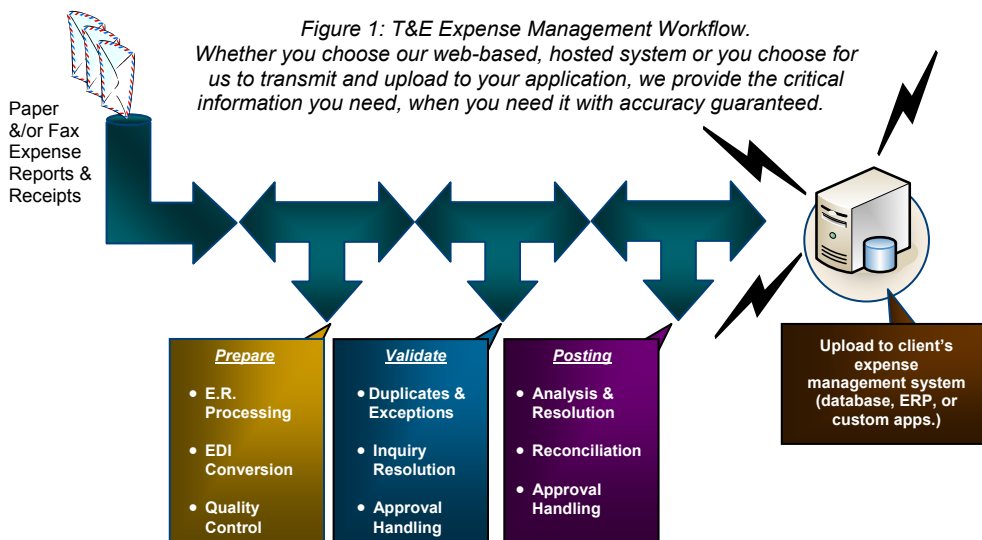 Figure 1: T&E Expense Management Workflow.
Whether you choose our web-based, hosted system or you choose for
us to transmit and upload to your application, we provide the critical
information you need, when you need it with accuracy guaranteed.
Paper
&/or Fax
Expense
Reports &
Receipts
Prepare
• E.R.
Processing
• EDI
Conversion
• Quality
Control
Validate
• Duplicates &
Exceptions
• Inquiry
Resolution
• Approval
Handling
Posting
• Analysis &
Resolution
• Reconciliation
• Approval
Handling
Upload to client’s
expense
management system
(database, ERP, or
custom apps.)